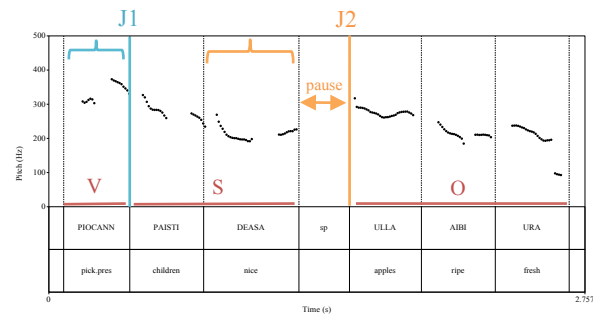 J1 J2
500
400
300
200
100
0
Pitch (Hz)
pause
V S O
PIOCANN PAISTI DEASA sp ULLA AIBI URA
pick.pres children nice apples ripe fresh
0 2.757
Time (s)